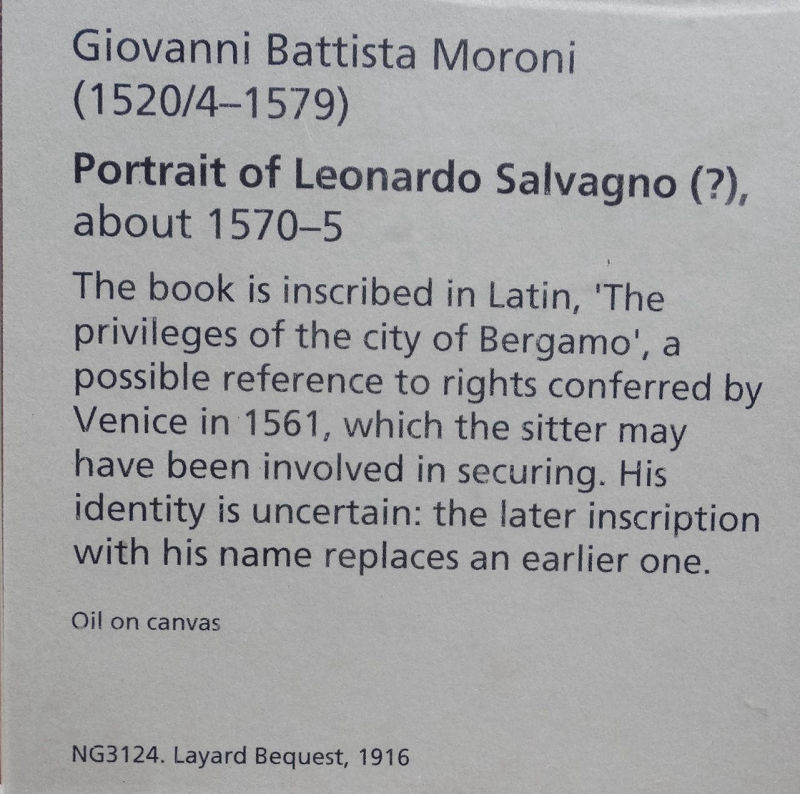 Giovanni Battista Moroni
(1520/4–1579)
Portrait of Leonardo Salvagno (?),
about 1570–5
The book is inscribed in Latin, 'The
privileges of the city of Bergamo', a
possible reference to rights conferred by
Venice in 1561, which the sitter may
have been involved in securing. His
identity is uncertain: the later inscription
with his name replaces an earlier one.
Oil on canvas
NG3124. Layard Bequest, 1916